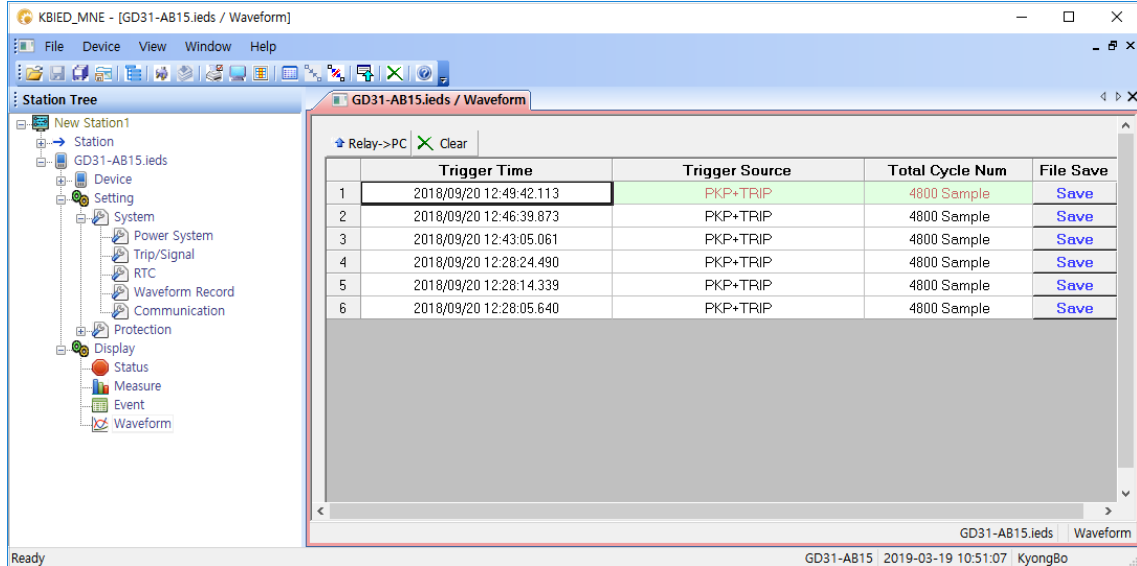 KBIED_MNE - [GD31-AB15.ieds / Waveform]
File Device View Window Help
Station Tree
GD31-AB15.ieds / Waveform
New Station1
Station
GD31-AB15.ieds
Device
Setting
System
Power System
Trip/Signal
RTC
Waveform Record
Communication
Protection
Display
Status
Measure
Event
Waveform
Relay->PC Clear
Trigger Time Trigger Source Total Cycle Num File Save
1 2018/09/20 12:49:42.113 PKP+TRIP 4800 Sample Save
2 2018/09/20 12:46:39.873 PKP+TRIP 4800 Sample Save
3 2018/09/20 12:43:05.061 PKP+TRIP 4800 Sample Save
4 2018/09/20 12:28:24.490 PKP+TRIP 4800 Sample Save
5 2018/09/20 12:28:14.339 PKP+TRIP 4800 Sample Save
6 2018/09/20 12:28:05.640 PKP+TRIP 4800 Sample Save
GD31-AB15.ieds Waveform
Ready GD31-AB15 2019-03-19 10:51:07 KyongBo